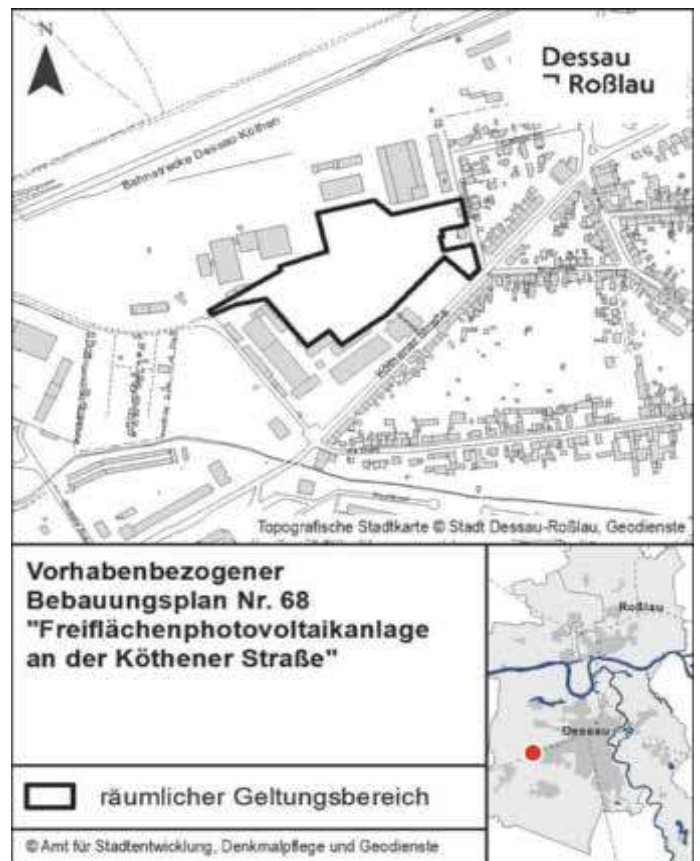 N
Dessau
Roßlau
Bahnstrecke Dessau-Köthen
Köthener Straße
Topografische Stadtkarte © Stadt Dessau-Roßlau, Geodienste
Vorhabenbezogener
Bebauungsplan Nr. 68
"Freiflächenphotovoltaikanlage
an der Köthener Straße"
Roßlau
Dessau
räumlicher Geltungsbereich
© Amt für Stadtentwicklung, Denkmalpflege und Geodienste